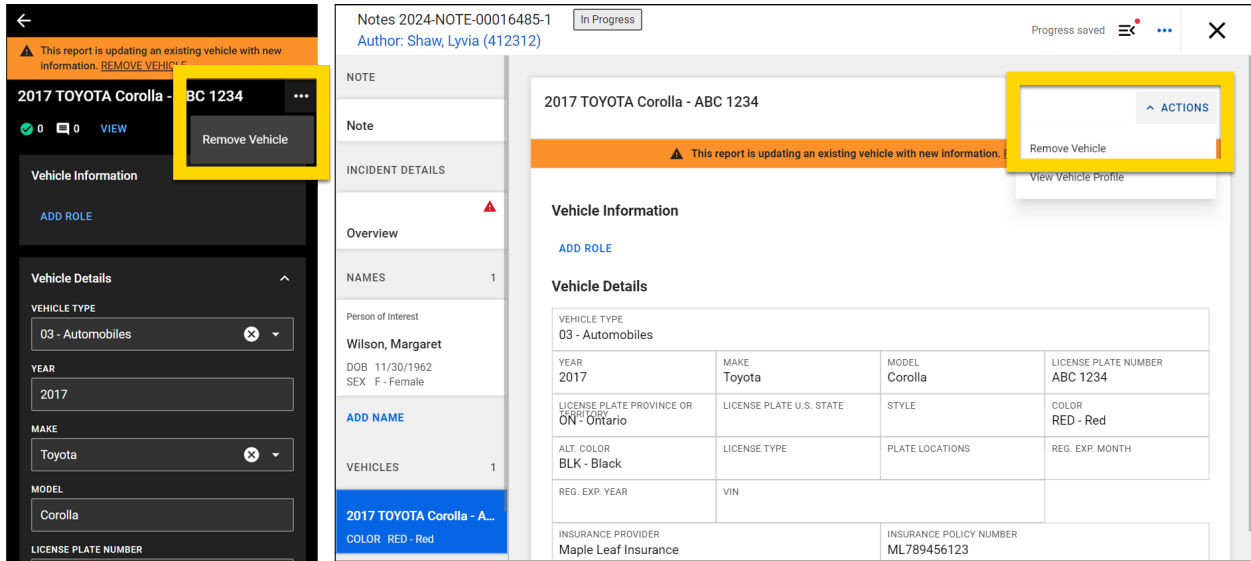 This report is updating an existing vehicle with new
information. REMOVE VEHICLE
2017 TOYOTA Corolla - ABC 1234
Remove Vehicle
0 0 VIEW
Vehicle Information
ADD ROLE
Vehicle Details
VEHICLE TYPE
03 - Automobiles
YEAR
2017
MAKE
Toyota
MODEL
Corolla
LICENSE PLATE NUMBER
Notes 2024-NOTE-00016485-1
In Progress
Author: Shaw, Lyvia (412312)
Progress saved
NOTE
Note
INCIDENT DETAILS
Overview
NAMES 1
Person of Interest
Wilson, Margaret
DOB 11/30/1962
SEX F - Female
ADD NAME
VEHICLES 1
2017 TOYOTA Corolla - A...
COLOR RED - Red
2017 TOYOTA Corolla - ABC 1234
ACTIONS
Remove Vehicle
View Vehicle Profile
This report is updating an existing vehicle with new information.
Vehicle Information
ADD ROLE
Vehicle Details
VEHICLE TYPE
03 - Automobiles
YEAR MAKE MODEL LICENSE PLATE NUMBER
2017 Toyota Corolla ABC 1234
LICENSE PLATE PROVINCE OR TERRITORY LICENSE PLATE U.S. STATE STYLE COLOR
ON - Ontario RED - Red
ALT. COLOR LICENSE TYPE PLATE LOCATIONS REG. EXP. MONTH
BLK - Black
REG. EXP. YEAR VIN
INSURANCE PROVIDER INSURANCE POLICY NUMBER
Maple Leaf Insurance ML789456123